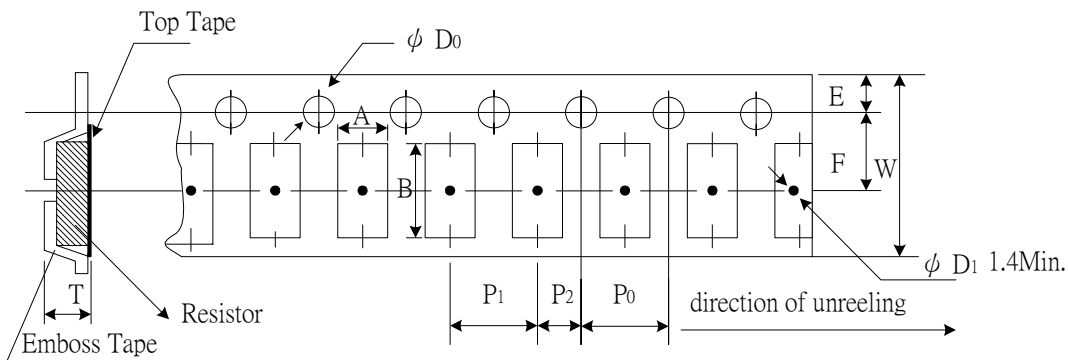 Top Tape
ϕ D0
E
A
F
W
B
ϕ D1 1.4Min.
T
P1
P2
P0
direction of unreeling
Resistor
Emboss Tape